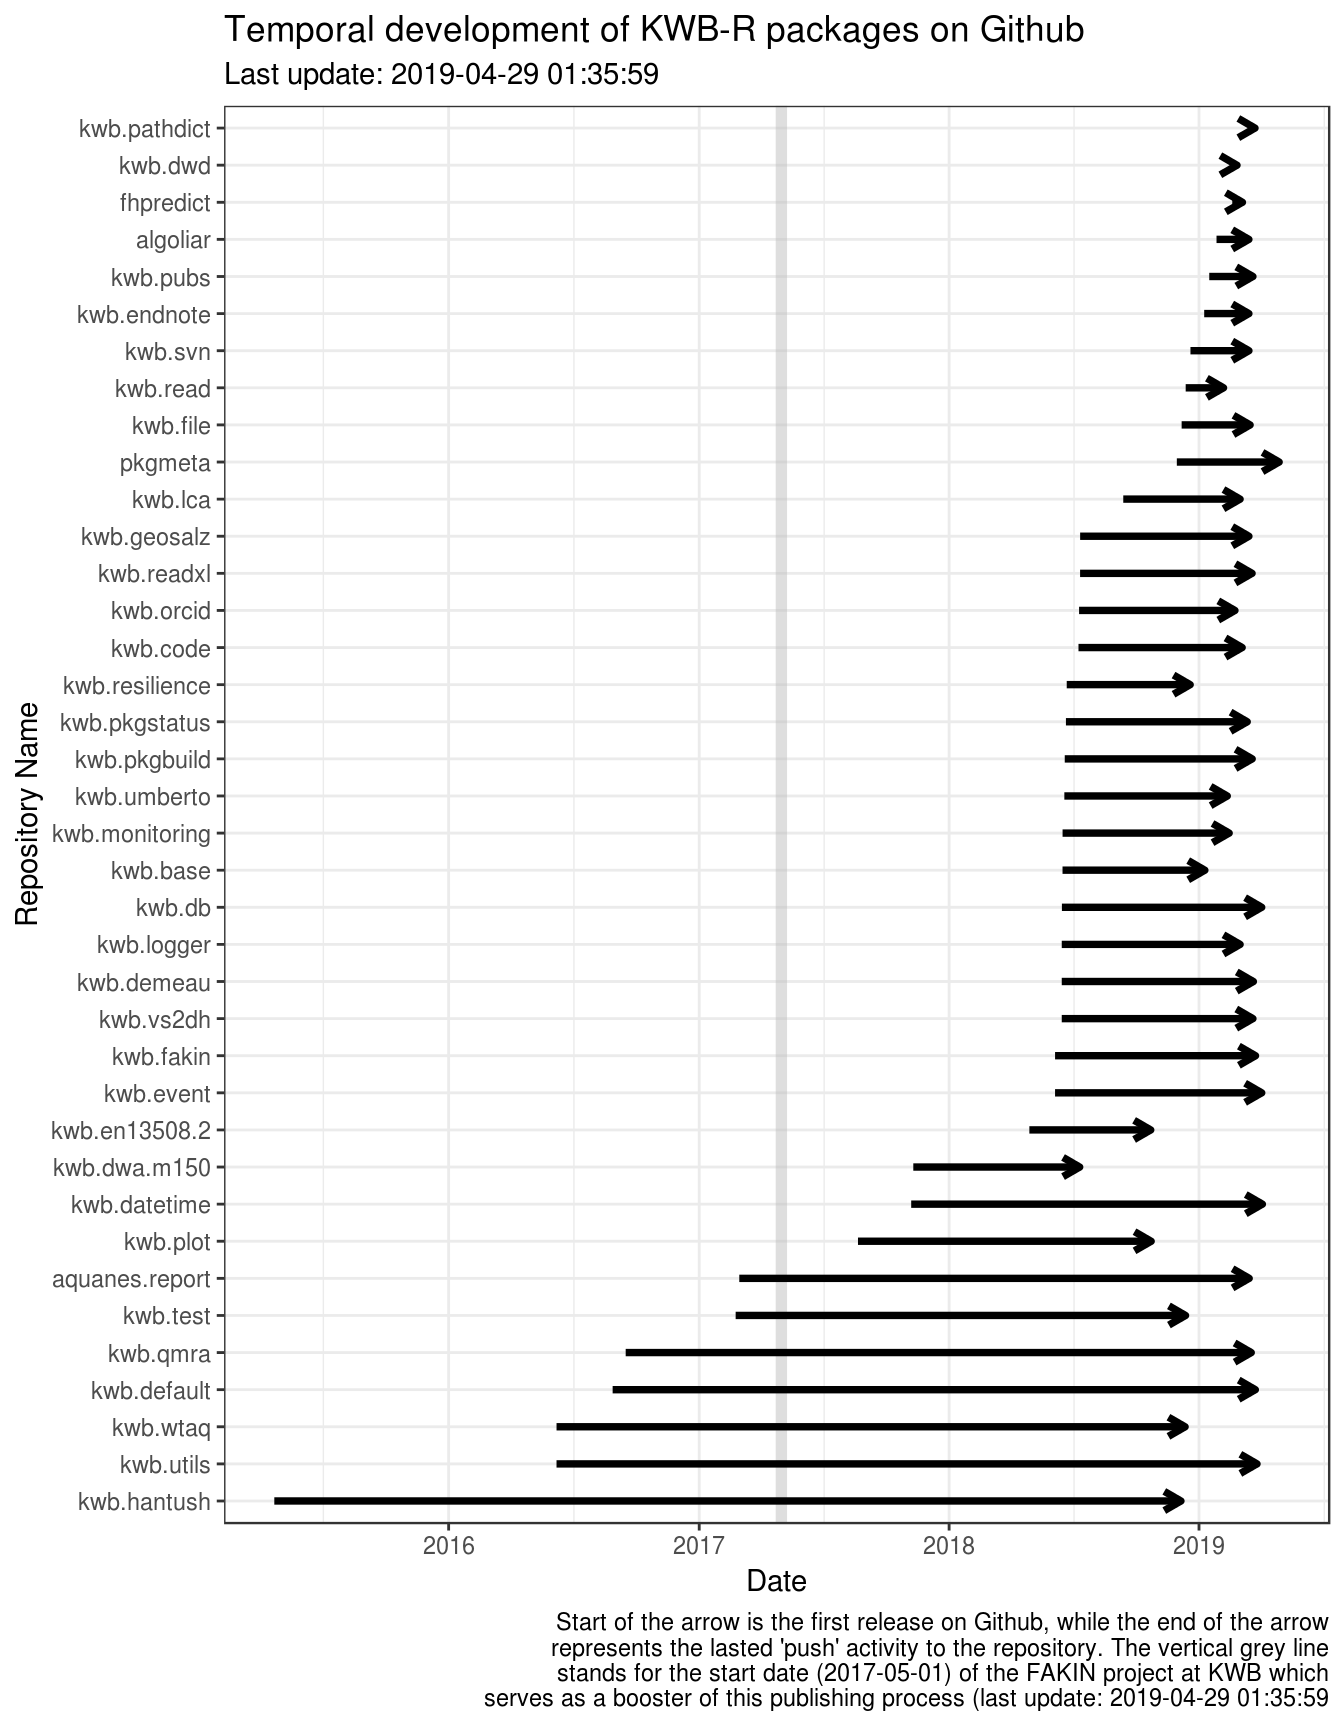 Temporal development of KWB-R packages on Github
Last update: 2019-04-29 01:35:59
kwb.pathdict
kwb.dwd
fhpredict
algoliar
kwb.pubs
kwb.endnote
kwb.svn
kwb.read
kwb.file
pkgmeta
kwb.lca
kwb.geosalz
kwb.readxl
kwb.orcid
kwb.code
kwb.resilience
kwb.pkgstatus
kwb.pkgbuild
kwb.umberto
kwb.monitoring
kwb.base
kwb.db
kwb.logger
kwb.demeau
kwb.vs2dh
kwb.fakin
kwb.event
kwb.en13508.2
kwb.dwa.m150
kwb.datetime
kwb.plot
aquanes.report
kwb.test
kwb.qmra
kwb.default
kwb.wtaq
kwb.utils
kwb.hantush
Repository Name
2016 2017 2018 2019
Date
Start of the arrow is the first release on Github, while the end of the arrow
represents the lasted 'push' activity to the repository. The vertical grey line
stands for the start date (2017-05-01) of the FAKIN project at KWB which
serves as a booster of this publishing process (last update: 2019-04-29 01:35:59